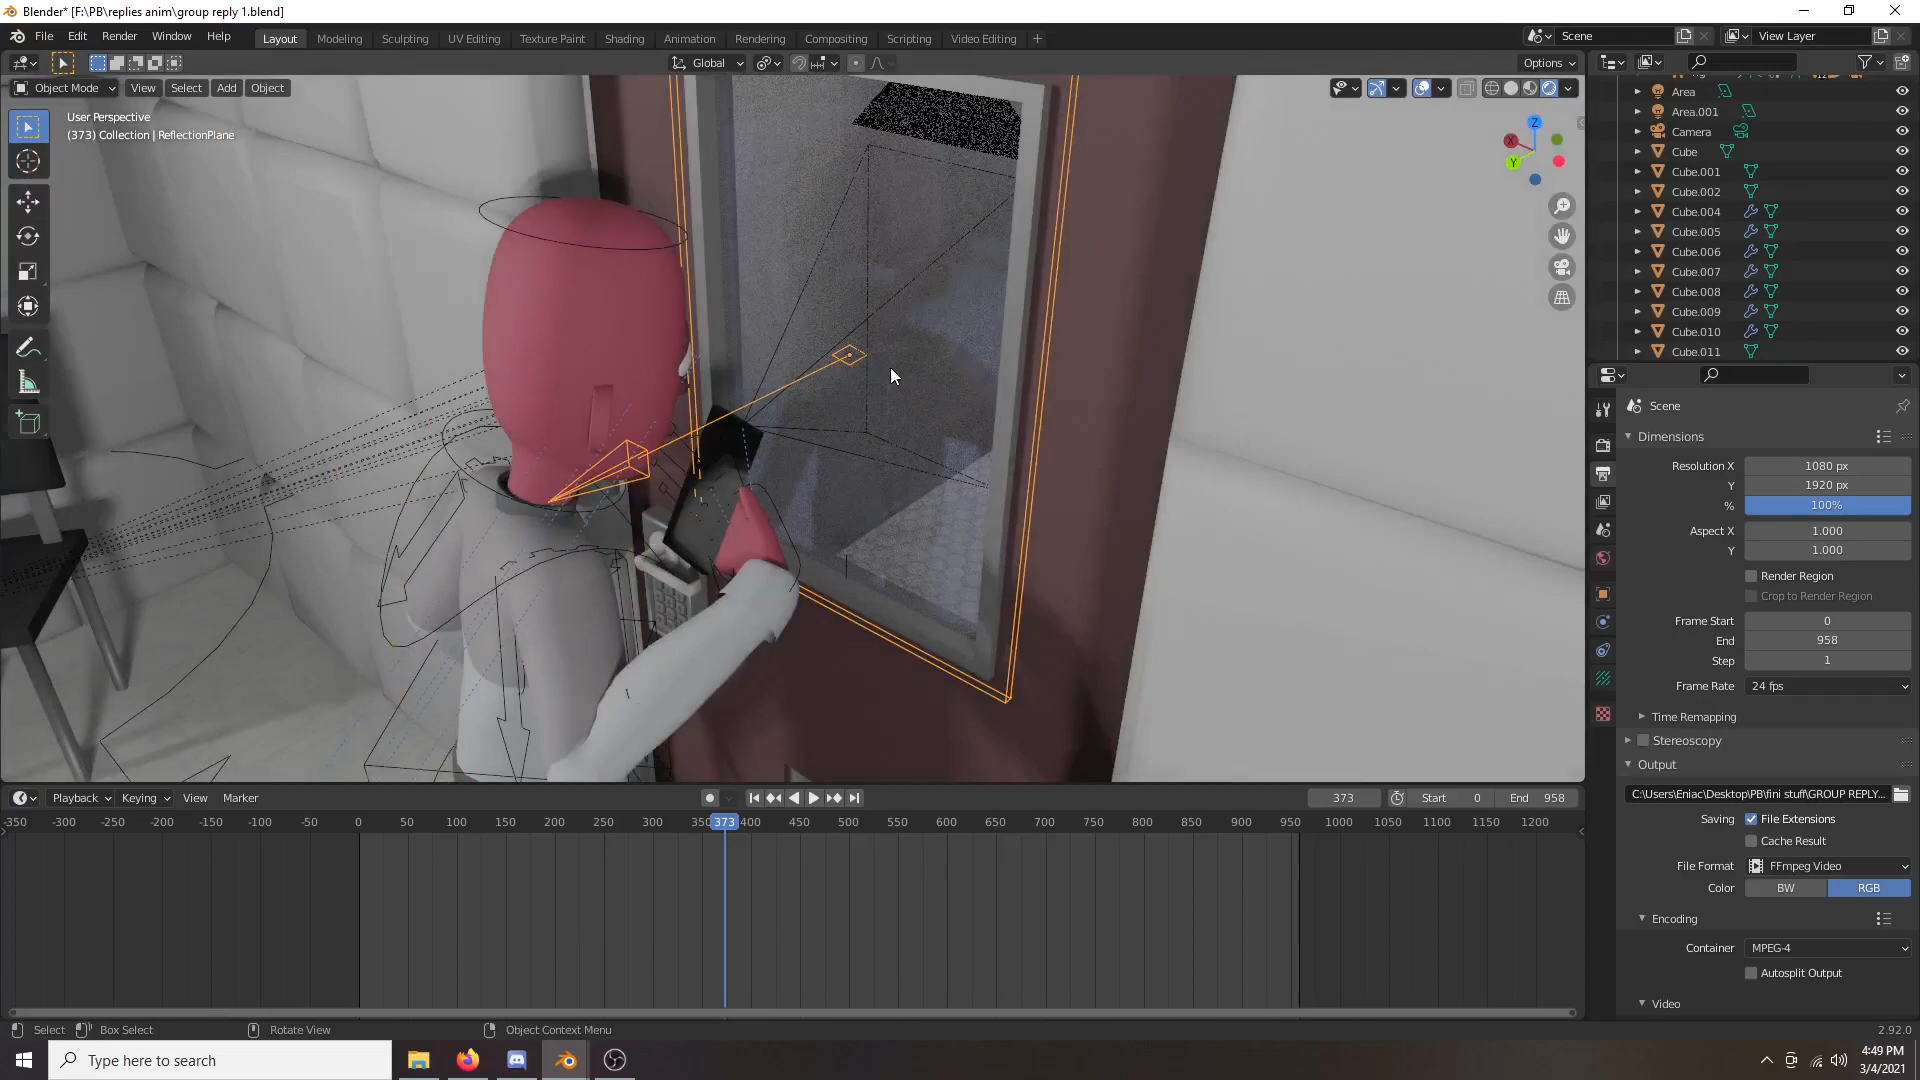 Blender* [F:\PB\replies anim\group reply 1.blend]
File Edit Render Window Help
Layout Modeling Sculpting UV Editing Texture Paint Shading Animation Rendering Compositing Scripting Video Editing +
Scene
View Layer
Global
Options
Object Mode View Select Add Object
User Perspective
(373) Collection | ReflectionPlane
Z
X
Y
Area
Area.001
Camera
Cube
Cube.001
Cube.002
Cube.004
Cube.005
Cube.006
Cube.007
Cube.008
Cube.009
Cube.010
Cube.011
Scene
Dimensions
Resolution X 1080 px
Y 1920 px
% 100%
Aspect X 1.000
Y 1.000
Render Region
Crop to Render Region
Frame Start 0
End 958
Step 1
Frame Rate 24 fps
Time Remapping
Stereoscopy
Output
C:\Users\Eniac\Desktop\PB\fini stuff\GROUP REPLY...
Saving File Extensions
Cache Result
File Format FFmpeg Video
Color BW RGB
Encoding
Container MPEG-4
Autosplit Output
Video
Playback Keying View Marker
373 Start 0 End 958
-350 -300 -250 -200 -150 -100 -50 0 50 100 150 200 250 300 350 373 400 450 500 550 600 650 700 750 800 850 900 950 1000 1050 1100 1150 1200
Select Box Select Rotate View Object Context Menu
2.92.0
Type here to search
4:49 PM
3/4/2021